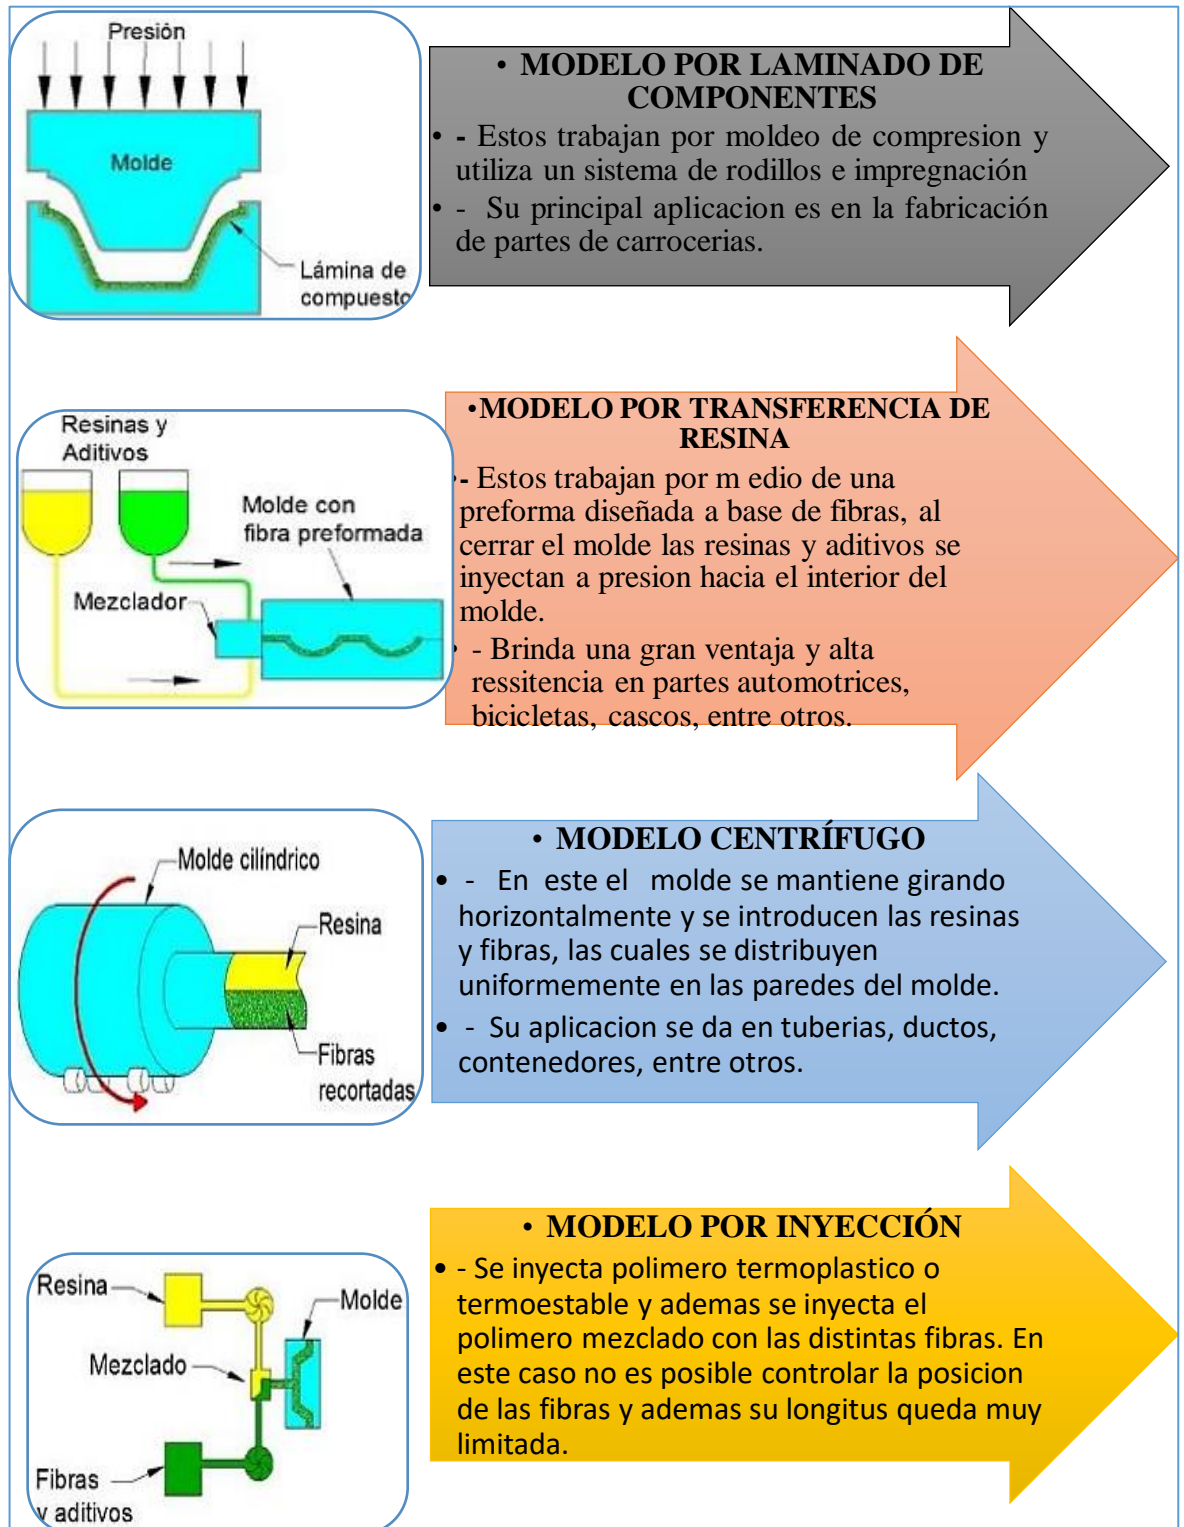 Presión
Molde
Lámina de
compuesto
• MODELO POR LAMINADO DE
COMPONENTES
• - Estos trabajan por moldeo de compresion y
utiliza un sistema de rodillos e impregnación
• - Su principal aplicacion es en la fabricación
de partes de carrocerias.
Resinas y
Aditivos
Molde con
fibra preformada
Mezclador
•MODELO POR TRANSFERENCIA DE
RESINA
•- Estos trabajan por m edio de una
preforma diseñada a base de fibras, al
cerrar el molde las resinas y aditivos se
inyectan a presion hacia el interior del
molde.
• - Brinda una gran ventaja y alta
ressitencia en partes automotrices,
bicicletas, cascos, entre otros.
Molde cilíndrico
Resina
Fibras
recortadas
• MODELO CENTRÍFUGO
• - En este el molde se mantiene girando
horizontalmente y se introducen las resinas
y fibras, las cuales se distribuyen
uniformemente en las paredes del molde.
• - Su aplicacion se da en tuberias, ductos,
contenedores, entre otros.
Resina
Molde
Mezclado
Fibras
y aditivos
• MODELO POR INYECCIÓN
• - Se inyecta polimero termoplastico o
termoestable y ademas se inyecta el
polimero mezclado con las distintas fibras. En
este caso no es posible controlar la posicion
de las fibras y ademas su longitus queda muy
limitada.